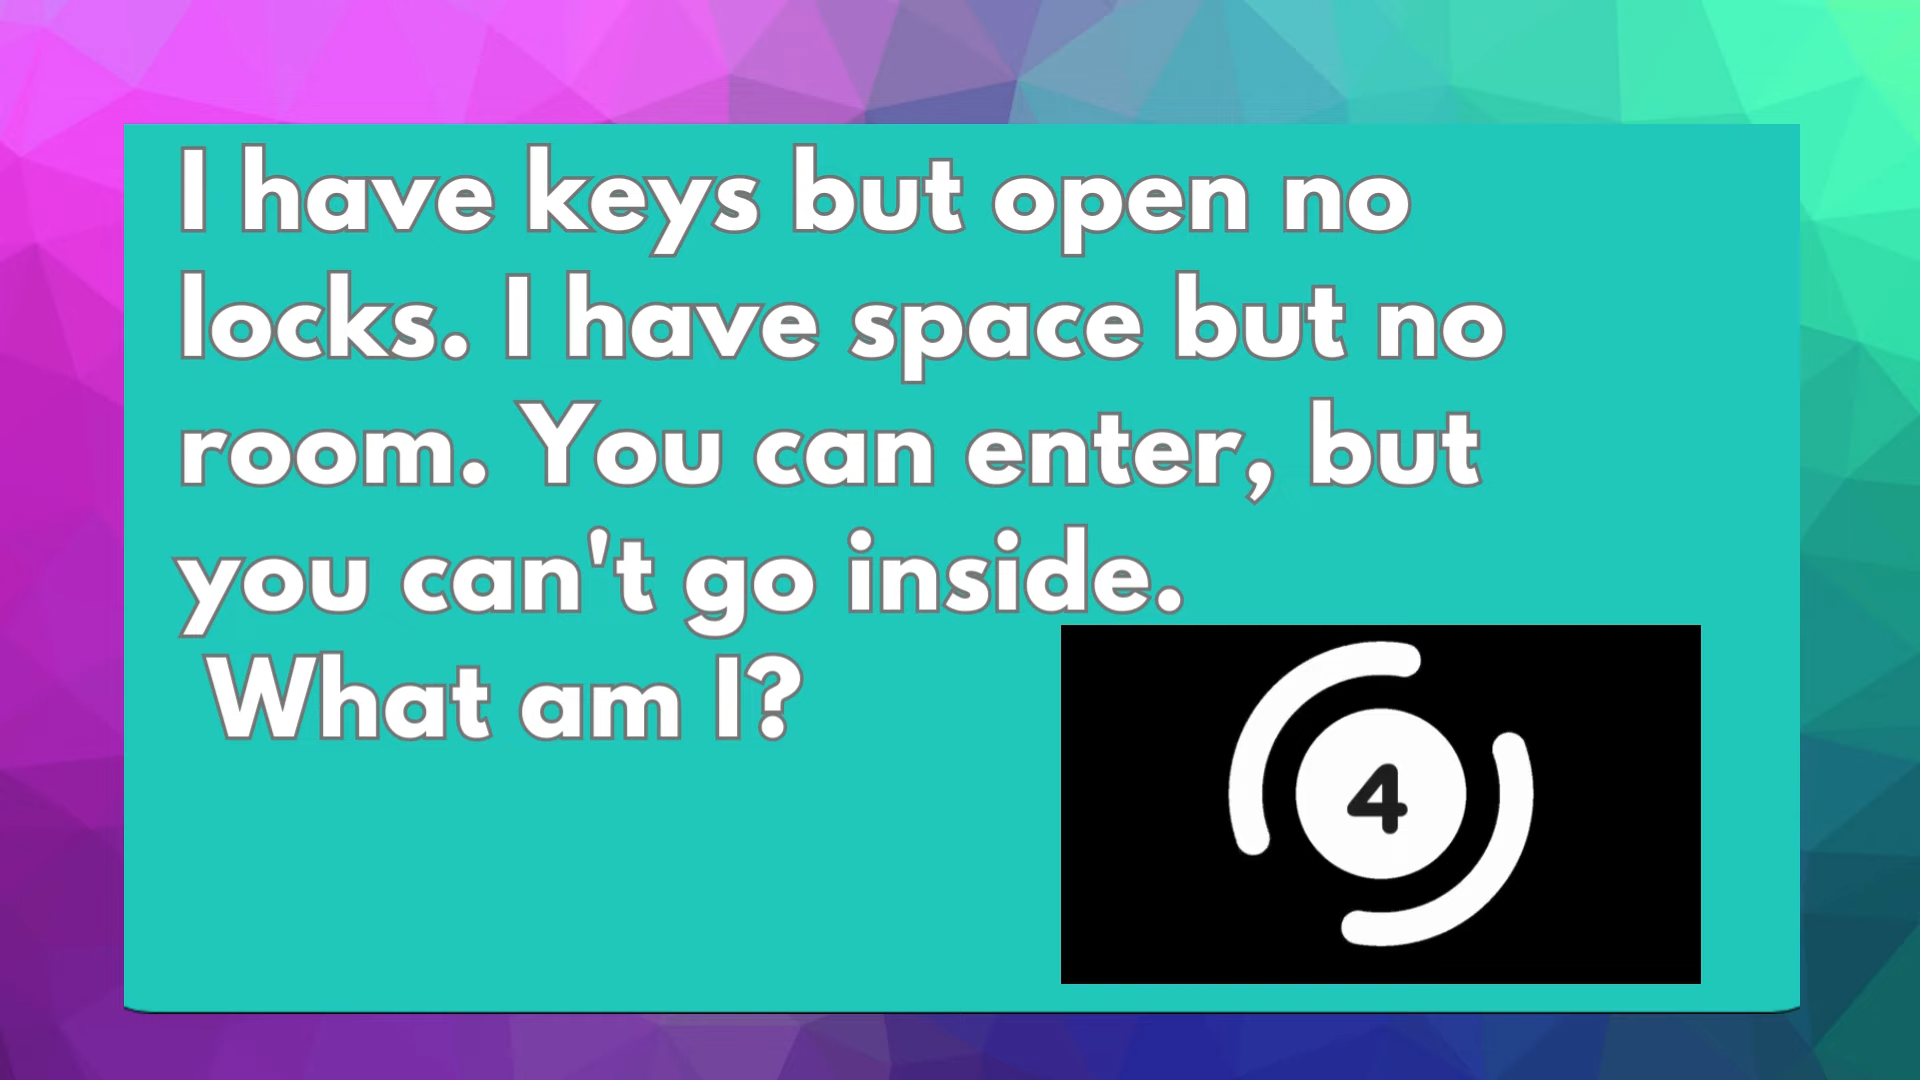 I have keys but open no
locks. I have space but no
room. You can enter, but
you can't go inside.
What am I?
4